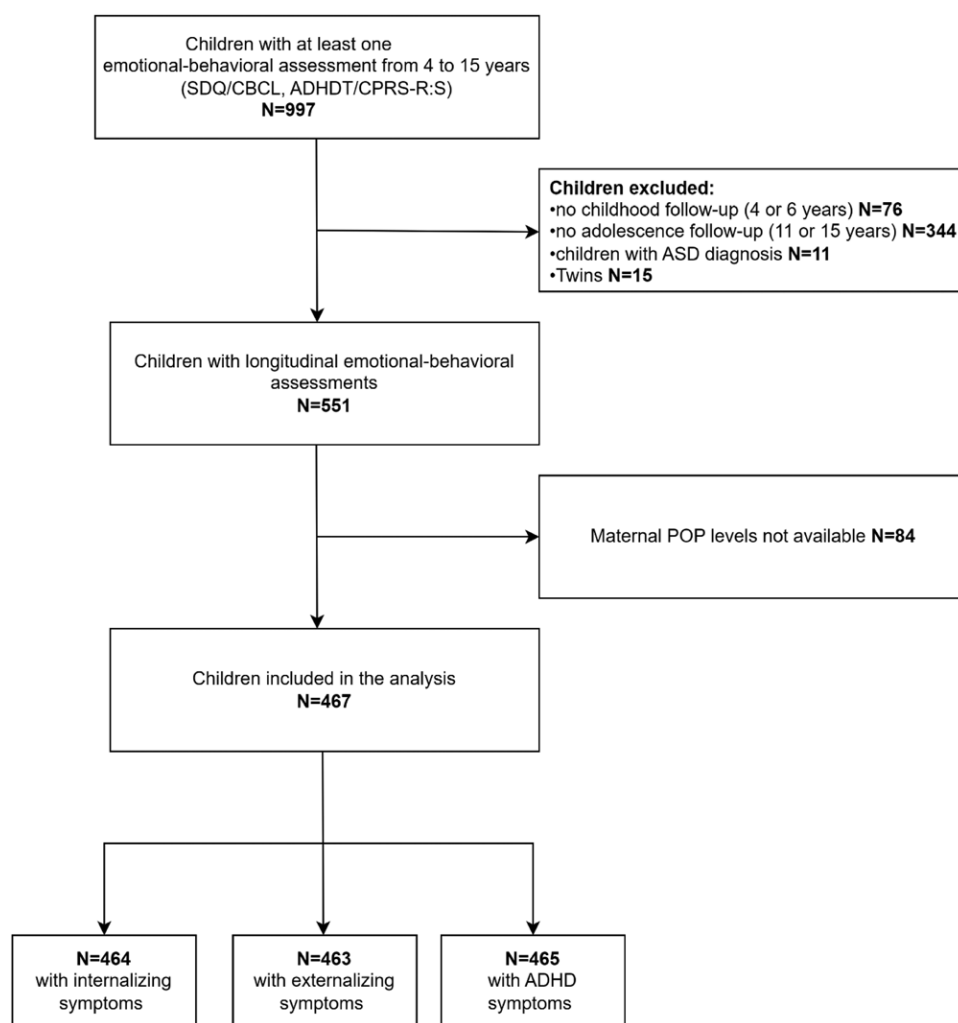 Children with at least one
emotional-behavioral assessment from 4 to 15 years
(SDQ/CBCL, ADHDT/CPRS-R:S)
N=997
Children excluded:
•no childhood follow-up (4 or 6 years) N=76
•no adolescence follow-up (11 or 15 years) N=344
•children with ASD diagnosis N=11
•Twins N=15
Children with longitudinal emotional-behavioral
assessments
N=551
Maternal POP levels not available N=84
Children included in the analysis
N=467
N=464
with internalizing
symptoms
N=463
with externalizing
symptoms
N=465
with ADHD
symptoms